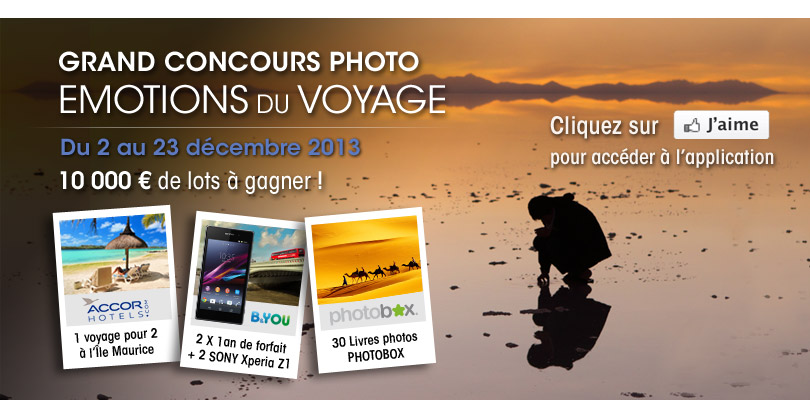 GRAND CONCOURS PHOTO
EMOTIONS DU VOYAGE
Du 2 au 23 décembre 2013
10 000 € de lots à gagner !
Cliquez sur J'aime
pour accéder à l'application
ACCOR
HOTELS
.com
1 voyage pour 2
à l'Île Maurice
SONY
B.YOU
2 X 1an de forfait
+ 2 SONY Xperia Z1
photobox.
30 Livres photos
PHOTOBOX